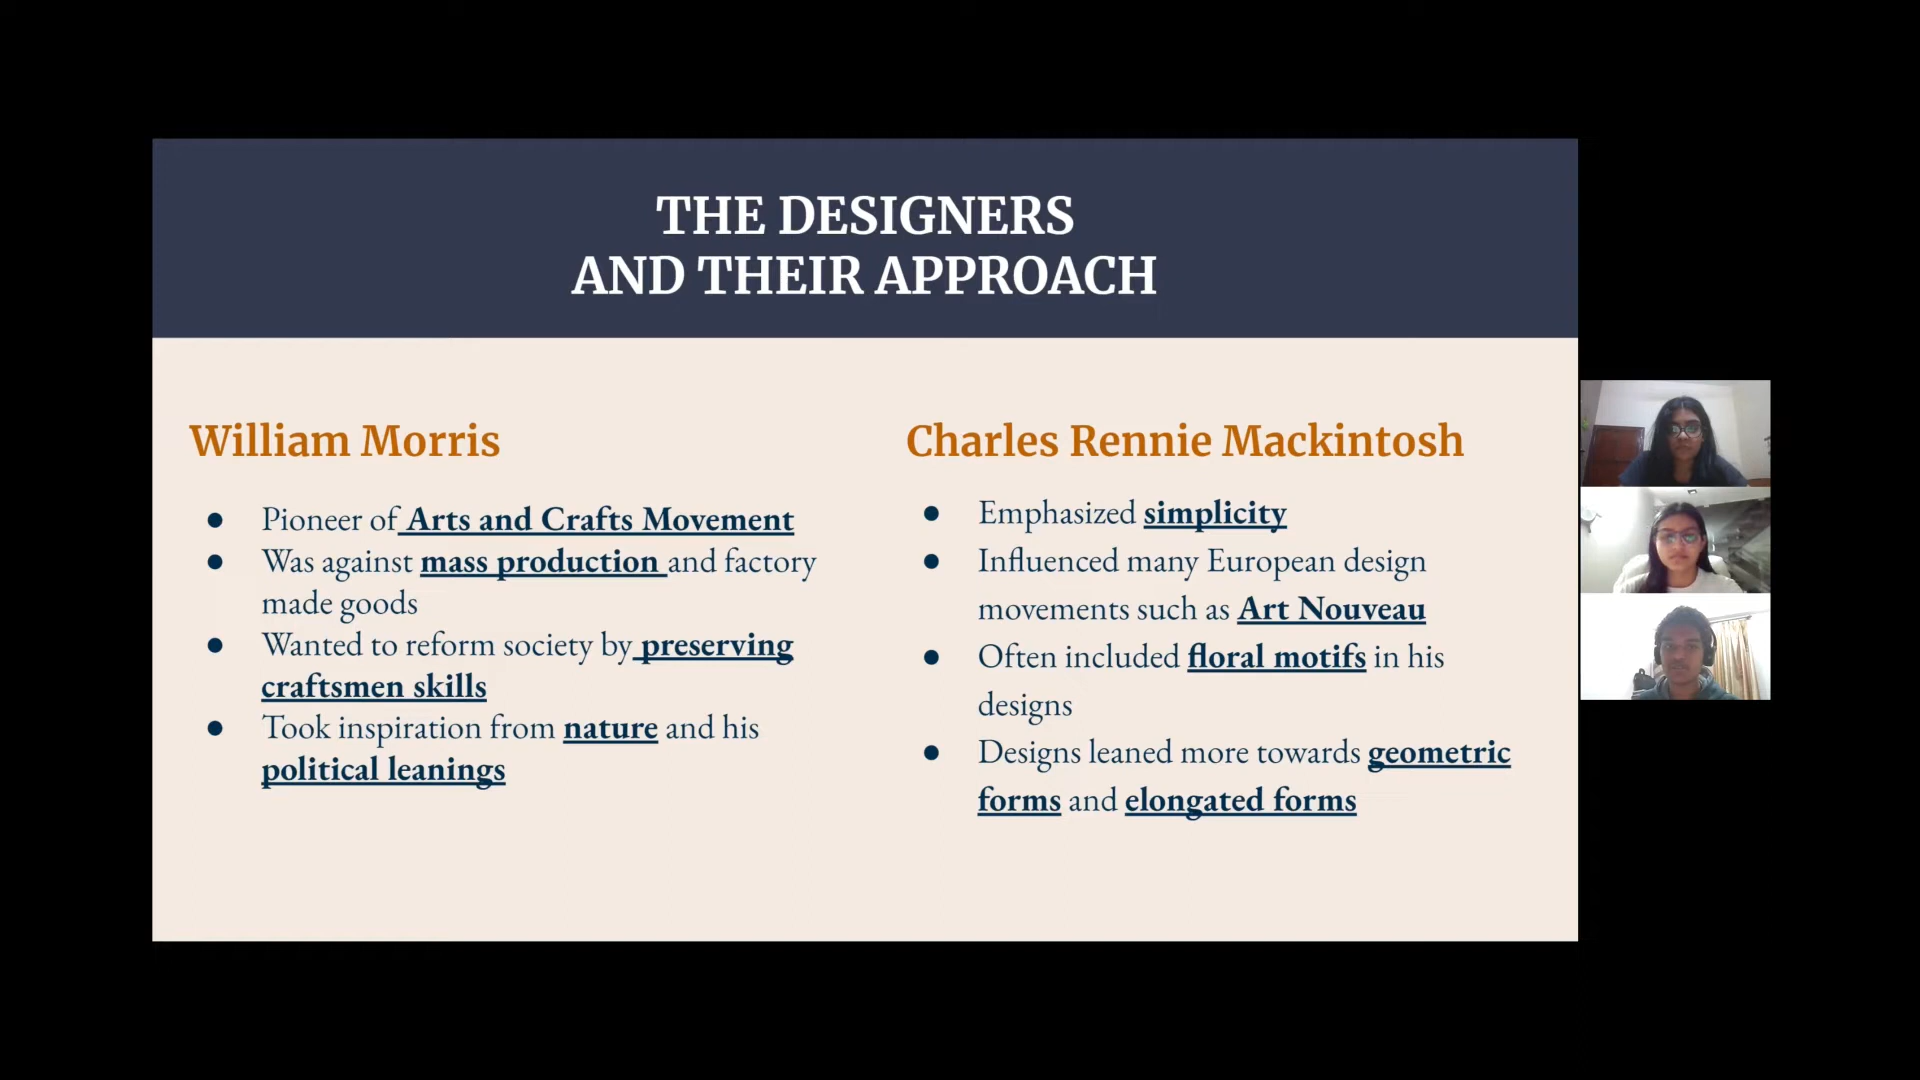 THE DESIGNERS
AND THEIR APPROACH
William Morris
● Pioneer of Arts and Crafts Movement
● Was against mass production and factory
made goods
● Wanted to reform society by preserving
craftsmen skills
● Took inspiration from nature and his
political leanings
Charles Rennie Mackintosh
● Emphasized simplicity
● Influenced many European design
movements such as Art Nouveau
● Often included floral motifs in his
designs
● Designs leaned more towards geometric
forms and elongated forms